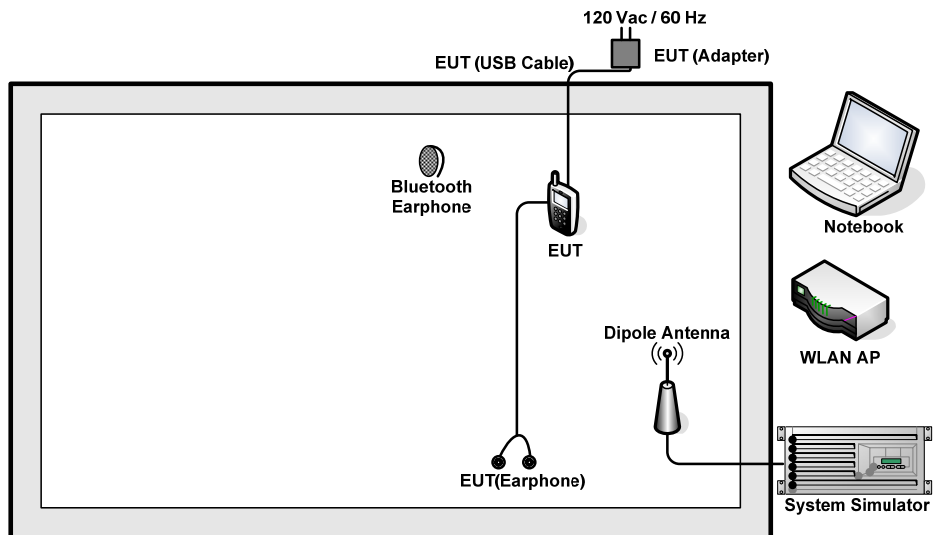 120 Vac / 60 Hz
EUT (Adapter)
EUT (USB Cable)
Bluetooth
Earphone
EUT
Notebook
Dipole Antenna
WLAN AP
EUT(Earphone)
System Simulator